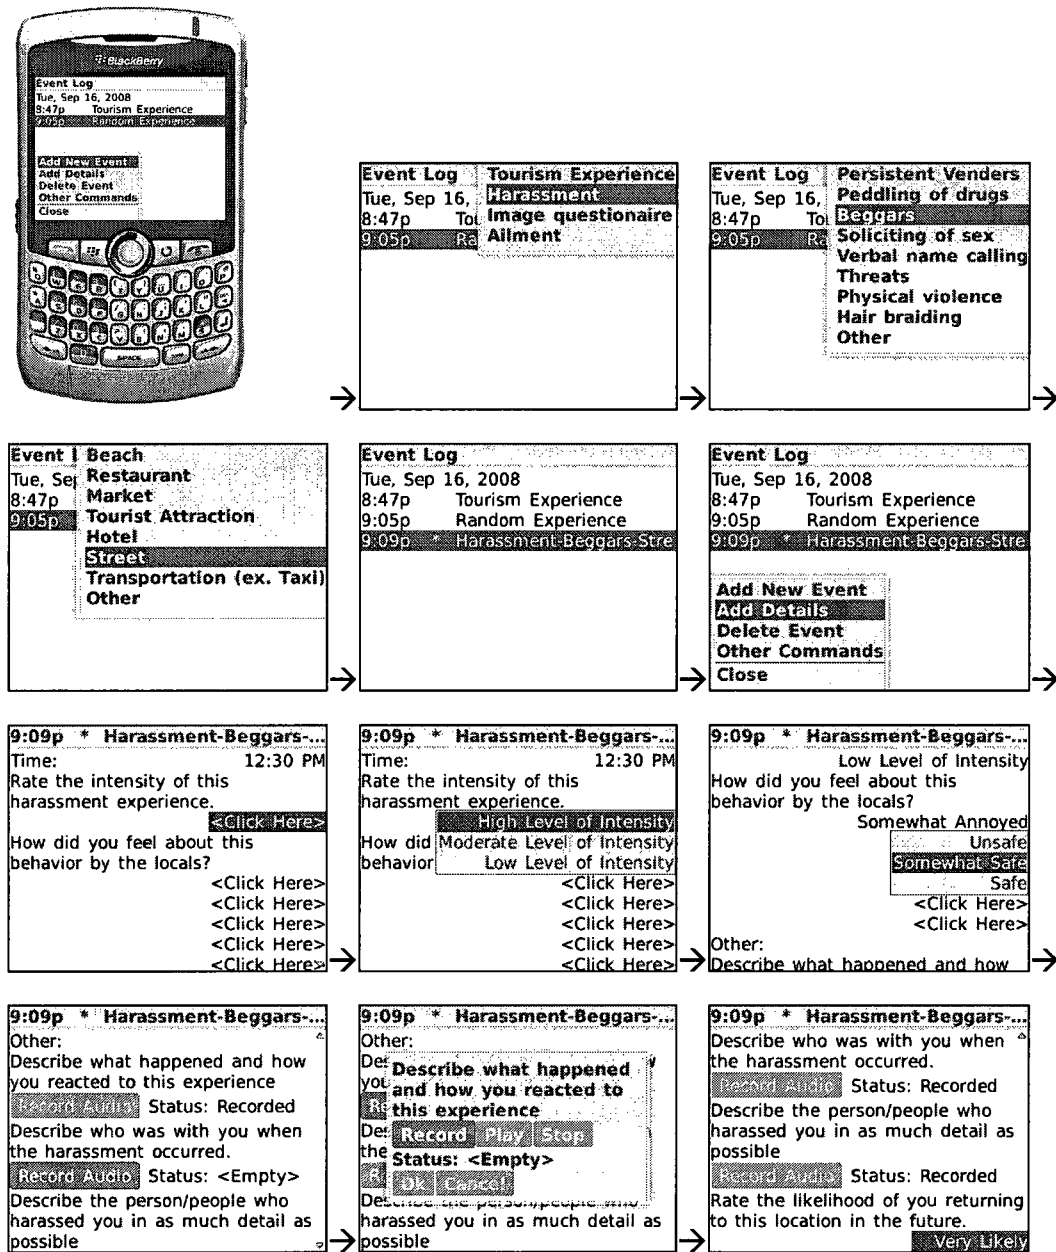 BlackBerry
Event Log
Tue, Sep 16, 2008
8:47p Tourism Experience
9:05p Random Experience
Add New Event
Add Details
Delete Event
Other Commands
Close
SPACE
Event Log
Tue, Sep 16,
8:47p Tou
9:05p Ra
Tourism Experience
Harassment
Image questionaire
Ailment
→
Event Log
Tue, Sep 16,
8:47p Tou
9:05p Ra
Persistent Venders
Peddling of drugs
Beggars
Soliciting of sex
Verbal name calling
Threats
Physical violence
Hair braiding
Other
→
→
Event l
Tue, Sep
8:47p
9:05p
Beach
Restaurant
Market
Tourist Attraction
Hotel
Street
Transportation (ex. Taxi)
Other
→
Event Log
Tue, Sep 16, 2008
8:47p Tourism Experience
9:05p Random Experience
9:09p * Harassment-Beggars-Stre
→
Event Log
Tue, Sep 16, 2008
8:47p Tourism Experience
9:05p Random Experience
9:09p * Harassment-Beggars-Stre
Add New Event
Add Details
Delete Event
Other Commands
Close
→
9:09p * Harassment-Beggars-...
Time: 12:30 PM
Rate the intensity of this
harassment experience.
<Click Here>
How did you feel about this
behavior by the locals?
<Click Here>
<Click Here>
<Click Here>
<Click Here>
<Click Here>
→
9:09p * Harassment-Beggars-...
Time: 12:30 PM
Rate the intensity of this
harassment experience.
High Level of Intensity
How did Moderate Level of Intensity
behavior Low Level of Intensity
<Click Here>
<Click Here>
<Click Here>
<Click Here>
<Click Here>
→
9:09p * Harassment-Beggars-...
Low Level of Intensity
How did you feel about this
behavior by the locals?
Somewhat Annoyed
Unsafe
Somewhat Safe
Safe
<Click Here>
<Click Here>
Other:
Describe what happened and how
→
9:09p * Harassment-Beggars-...
Other:
Describe what happened and how
you reacted to this experience
Record Audio Status: Recorded
Describe who was with you when
the harassment occurred.
Record Audio Status: <Empty>
Describe the person/people who
harassed you in as much detail as
possible
→
9:09p * Harassment-Beggars-...
Other:
Describe what happened
and how you reacted to
this experience
Record Play Stop
Status: <Empty>
Ok Cancel
harassed you in as much detail as
possible
→
9:09p * Harassment-Beggars-...
Describe who was with you when
the harassment occurred.
Record Audio Status: Recorded
Describe the person/people who
harassed you in as much detail as
possible
Record Audio Status: Recorded
Rate the likelihood of you returning
to this location in the future.
Very Likely